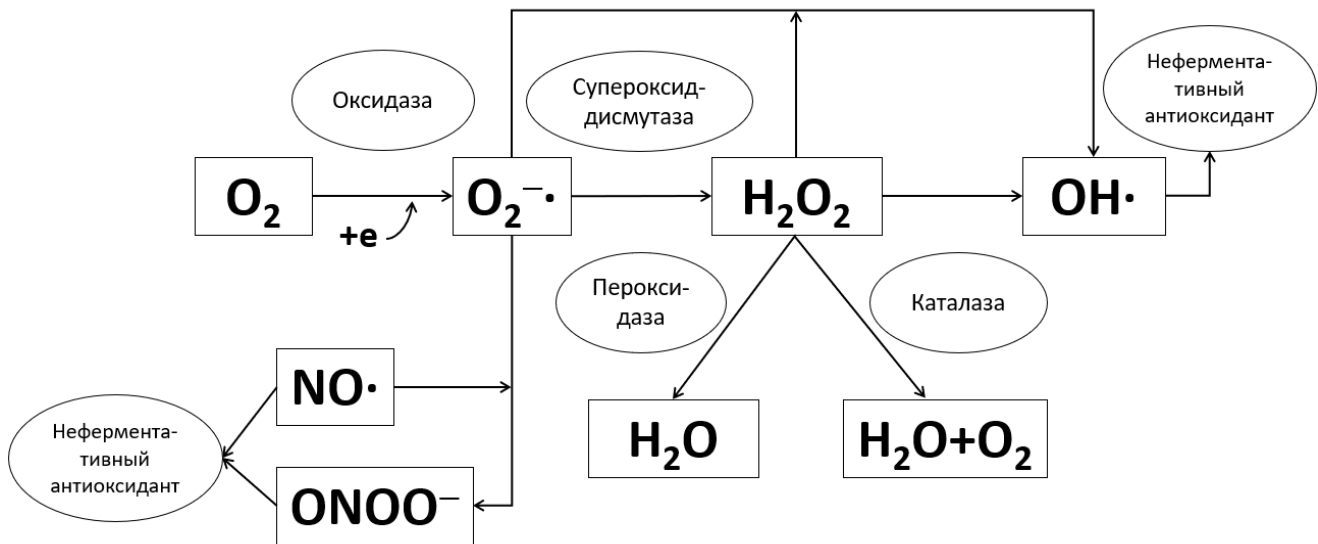 Оксидаза
Супероксид-
дисмутаза
Нефермента-
тивный
антиоксидант
O₂
O₂⁻·
H₂O₂
OH·
+e
Перокси-
даза
Каталаза
NO·
H₂O
H₂O+O₂
Нефермента-
тивный
антиоксидант
ONOO⁻